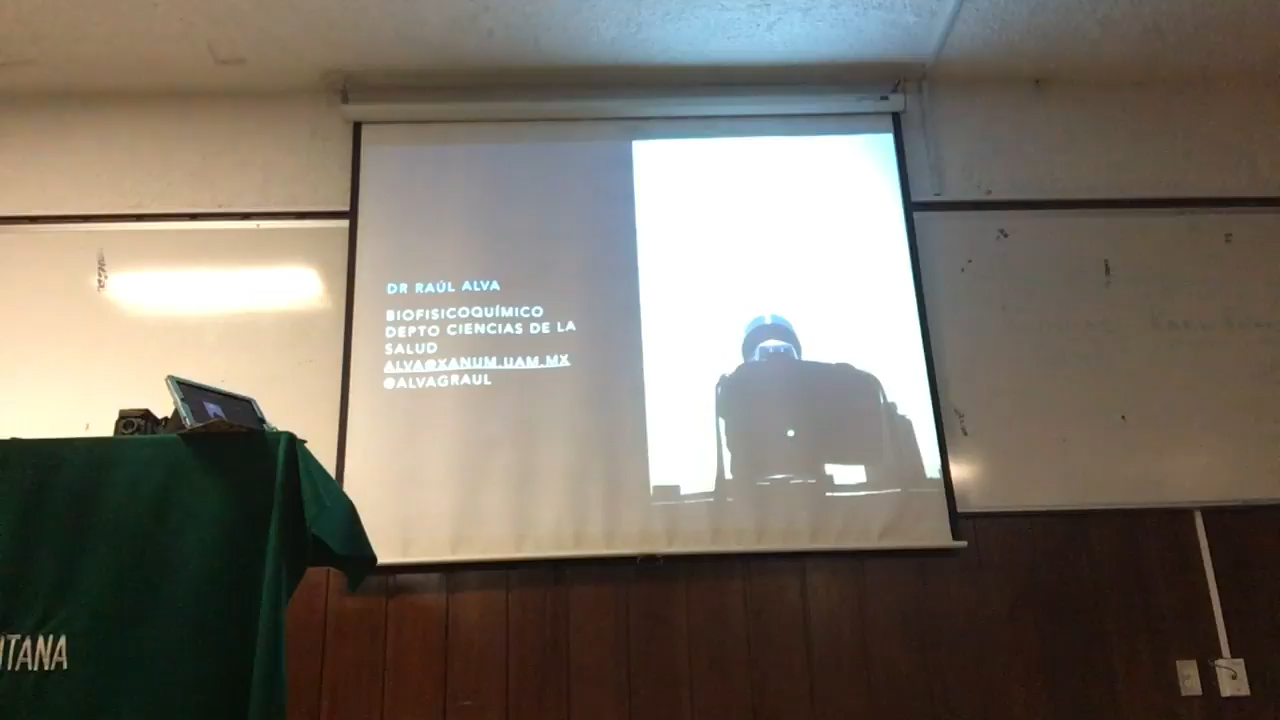 DR RAÚL ALVA
BIOFISICOQUÍMICO
DEPTO CIENCIAS DE LA
SALUD
ALVA@XANUM.UAM.MX
@ALVAGRAUL
ITANA